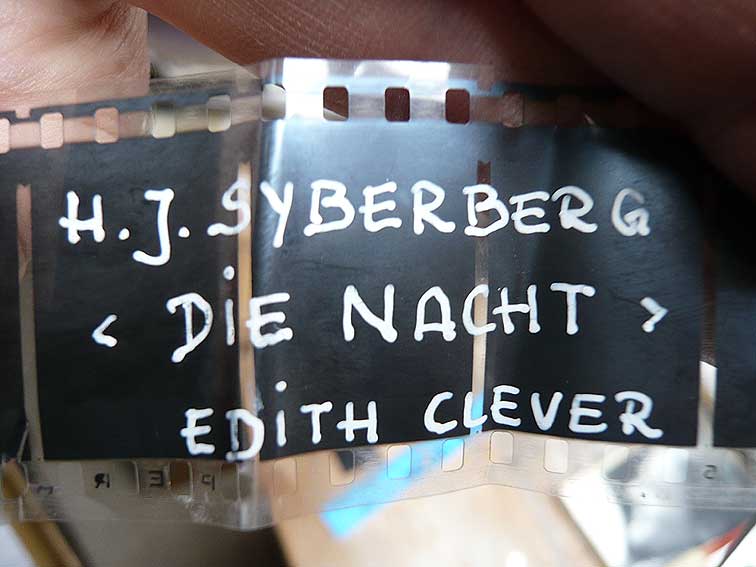 H.J. SYBERBERG
< DiE NACHT >
EDiTH CLEVER